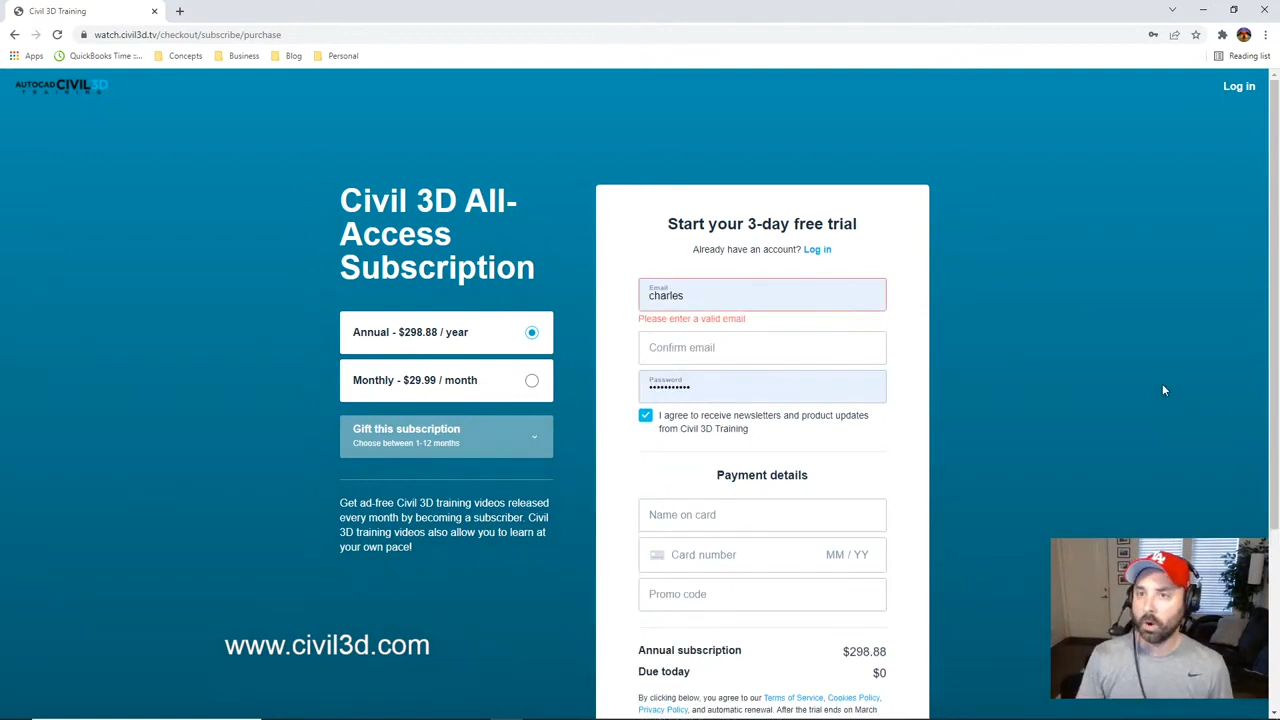 Civil 3D Training
watch.civil3d.tv/checkout/subscribe/purchase
Apps
QuickBooks Time :...
Concepts
Business
Blog
Personal
Reading list
AUTOCAD CIVIL 3D
TRAINING
Log in
Civil 3D All-
Access
Subscription
Annual - $298.88 / year
Monthly - $29.99 / month
Gift this subscription
Choose between 1-12 months
Get ad-free Civil 3D training videos released
every month by becoming a subscriber. Civil
3D training videos also allow you to learn at
your own pace!
www.civil3d.com
Start your 3-day free trial
Already have an account? Log in
Email
charles
Please enter a valid email
Confirm email
Password
•••••••••••
I agree to receive newsletters and product updates
from Civil 3D Training
Payment details
Name on card
Card number MM / YY
Promo code
Annual subscription $298.88
Due today $0
By clicking below, you agree to our Terms of Service, Cookies Policy,
Privacy Policy, and automatic renewal. After the trial ends on March